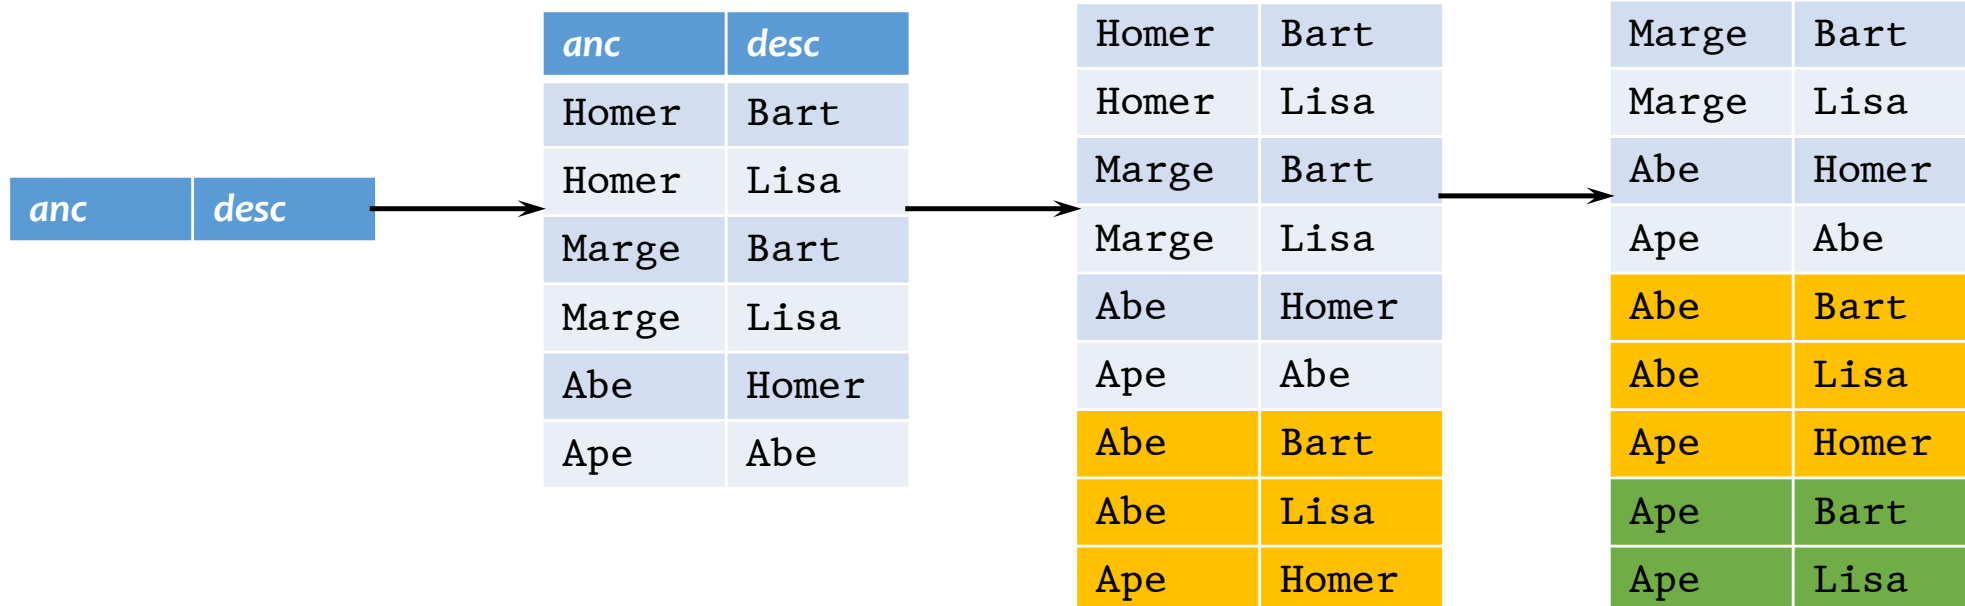 anc desc
anc desc
Homer Bart
Homer Lisa
Marge Bart
Marge Lisa
Abe Homer
Ape Abe
Homer Bart
Homer Lisa
Marge Bart
Marge Lisa
Abe Homer
Ape Abe
Abe Bart
Abe Lisa
Ape Homer
Marge Bart
Marge Lisa
Abe Homer
Ape Abe
Abe Bart
Abe Lisa
Ape Homer
Ape Bart
Ape Lisa